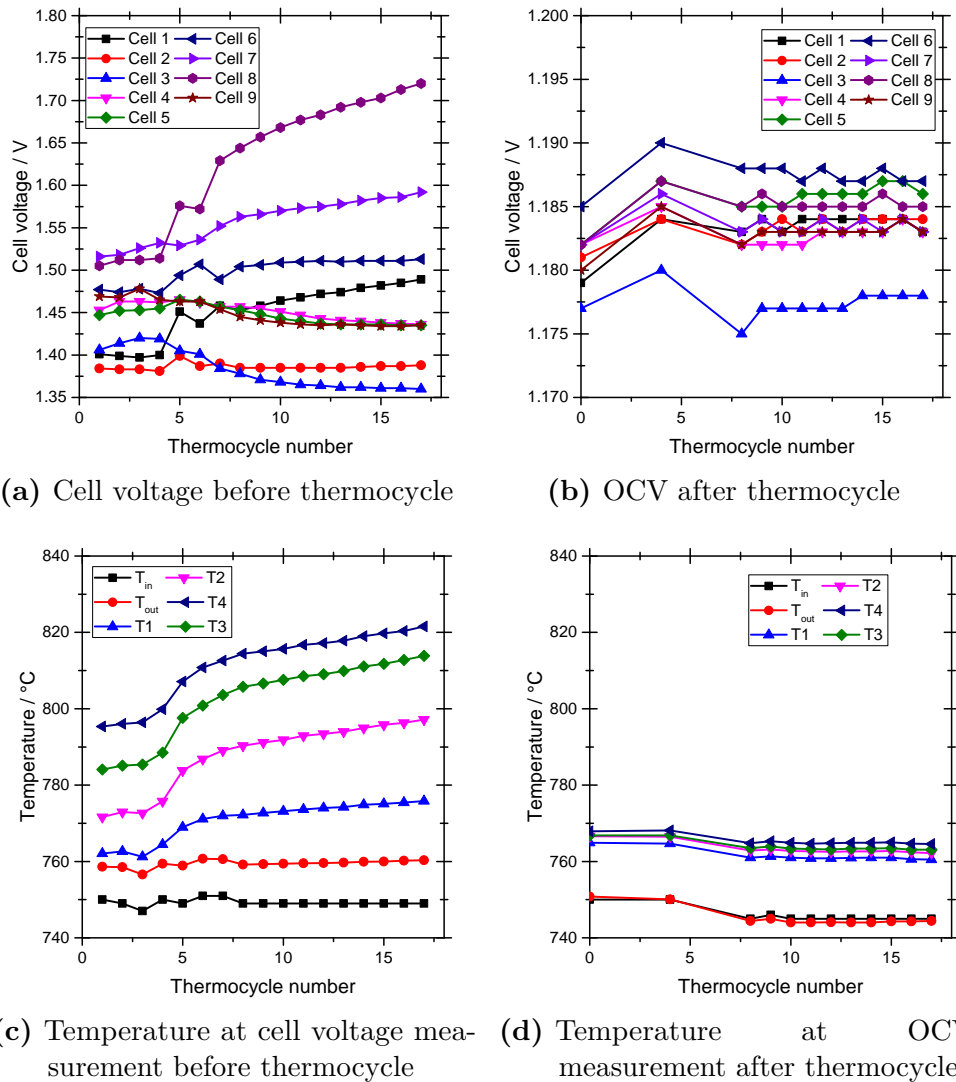 1.80
1.75
1.70
1.65
1.60
1.55
1.50
1.45
1.40
1.35
Cell voltage / V
Cell 1
Cell 2
Cell 3
Cell 4
Cell 5
Cell 6
Cell 7
Cell 8
Cell 9
0 5 10 15
Thermocycle number
(a) Cell voltage before thermocycle
1.200
1.195
1.190
1.185
1.180
1.175
1.170
Cell voltage / V
Cell 1
Cell 2
Cell 3
Cell 4
Cell 5
Cell 6
Cell 7
Cell 8
Cell 9
0 5 10 15
Thermocycle number
(b) OCV after thermocycle
840
820
800
780
760
740
Temperature / °C
T_in
T_out
T1
T2
T4
T3
0 5 10 15
Thermocycle number
(c) Temperature at cell voltage mea-
surement before thermocycle
840
820
800
780
760
740
Temperature / °C
T_in
T_out
T1
T2
T4
T3
0 5 10 15
Thermocycle number
(d) Temperature at OCV
measurement after thermocycle